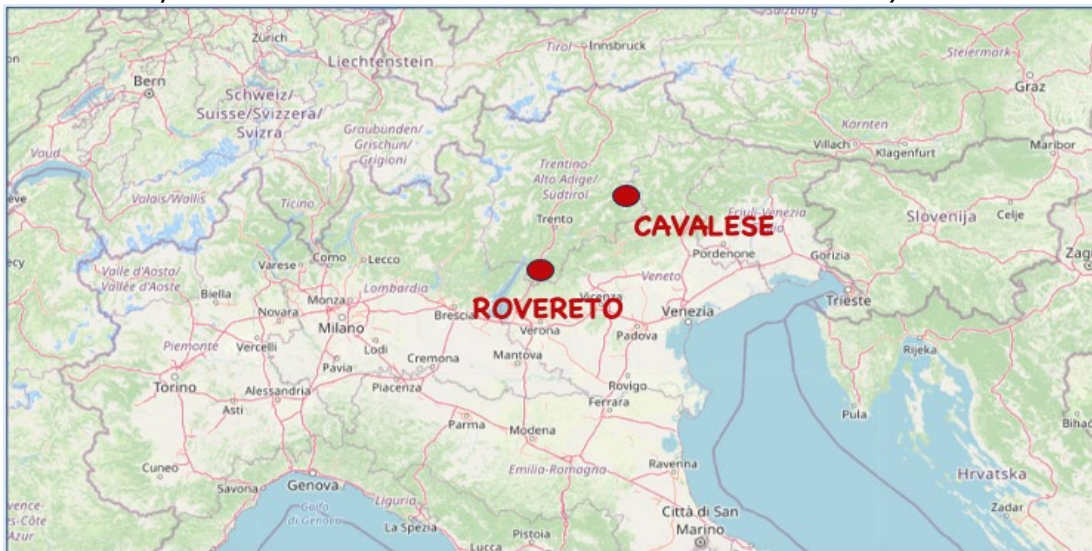 Zürich
Salzburg
Bern
Liechtenstein
Tirol
Innsbruck
Steiermark
Graz
Schweiz/
Suisse/Svizzera/
Svizra
Graubünden/
Grischun/
Grigioni
Vaud
Valais/Wallis
Ticino
Trentino-
Alto Adige/
Südtirol
Trento
Kärnten
Villach
Klagenfurt
Maribor
CAVALESE
Friuli-Venezia
Pordenone
Gorizia
Slovenija
Celje
Valle d'Aosta/
Vallée d'Aoste
Varese
Como
Lecco
Biella
Monza
Lombardia
Novara
Milano
Brescia
ROVERETO
Vicenza
Veneto
Verona
Padova
Venezia
Trieste
Piemonte
Vercelli
Lodi
Pavia
Cremona
Mantova
Rijeka
Torino
Alessandria
Piacenza
Rovigo
Asti
Parma
Ferrara
Modena
Pula
Cuneo
Emilia-Romagna
Ravenna
Hrvatska
Savona
Genova
Golfo
di Genova
Liguria
La Spezia
Zadar
Pistoia
Lucca
Città di San
Marino